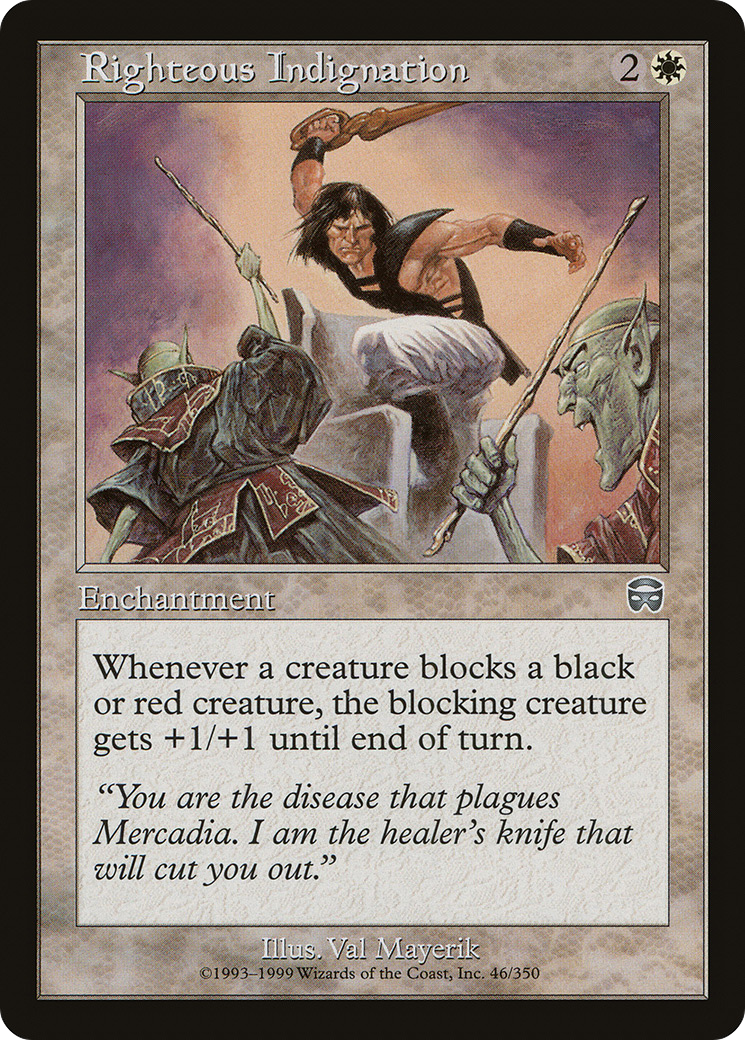 Righteous Indignation 2
Enchantment
Whenever a creature blocks a black
or red creature, the blocking creature
gets +1/+1 until end of turn.
“You are the disease that plagues
Mercadia. I am the healer’s knife that
will cut you out.”
Illus. Val Mayerik
©1993–1999 Wizards of the Coast, Inc. 46/350